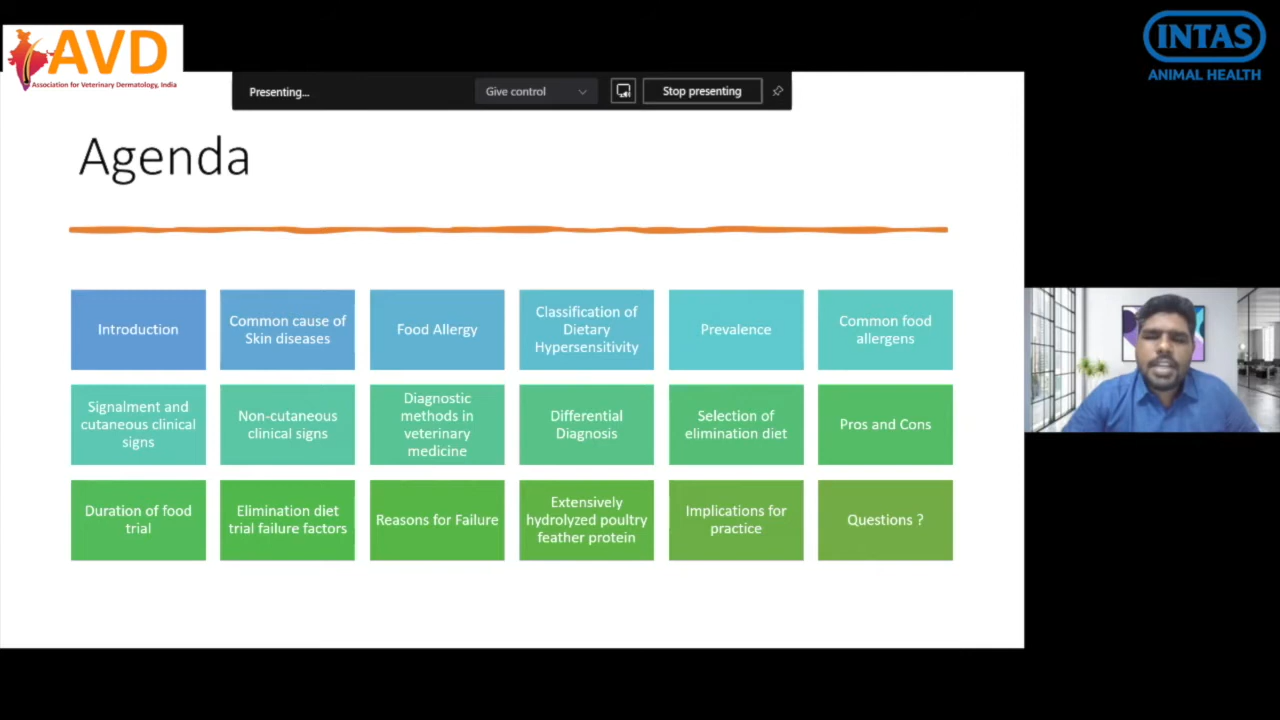 AVD
Association for Veterinary Dermatology, India
INTAS
ANIMAL HEALTH
Presenting...
Give control
Stop presenting
Agenda
Introduction
Common cause of
Skin diseases
Food Allergy
Classification of
Dietary
Hypersensitivity
Prevalence
Common food
allergens
Signalment and
cutaneous clinical
signs
Non-cutaneous
clinical signs
Diagnostic
methods in
veterinary
medicine
Differential
Diagnosis
Selection of
elimination diet
Pros and Cons
Duration of food
trial
Elimination diet
trial failure factors
Reasons for Failure
Extensively
hydrolyzed poultry
feather protein
Implications for
practice
Questions ?